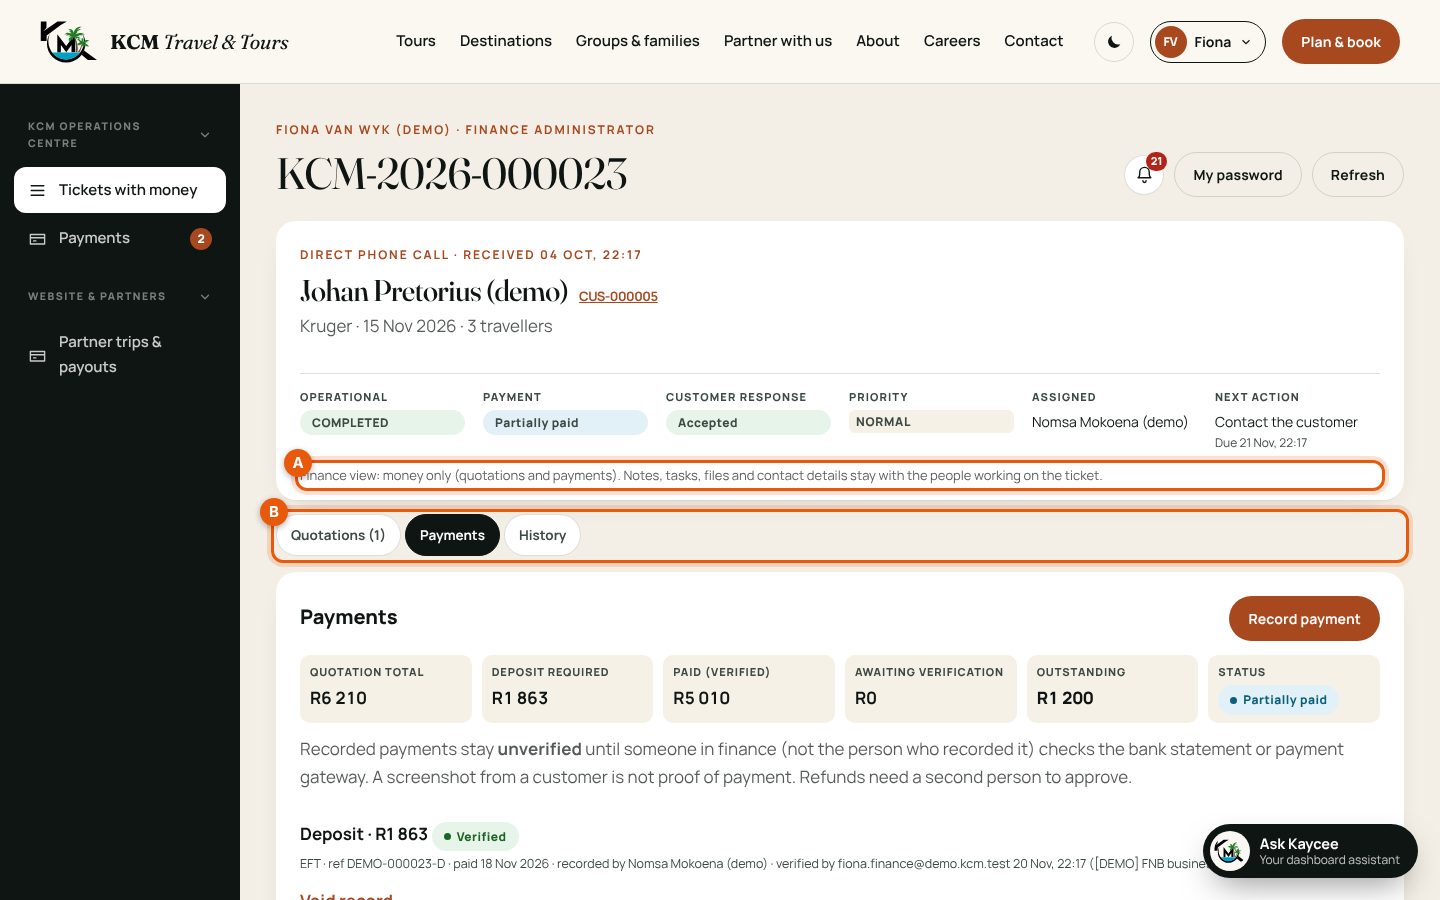 KCM Travel & Tours
Tours
Destinations
Groups & families
Partner with us
About
Careers
Contact
FV
Fiona
Plan & book
KCM OPERATIONS
CENTRE
Tickets with money
Payments
2
WEBSITE & PARTNERS
Partner trips &
payouts
FIONA VAN WYK (DEMO) · FINANCE ADMINISTRATOR
KCM-2026-000023
21
My password
Refresh
DIRECT PHONE CALL · RECEIVED 04 OCT, 22:17
Johan Pretorius (demo) CUS-000005
Kruger · 15 Nov 2026 · 3 travellers
OPERATIONAL
COMPLETED
PAYMENT
Partially paid
CUSTOMER RESPONSE
Accepted
PRIORITY
NORMAL
ASSIGNED
Nomsa Mokoena (demo)
NEXT ACTION
Contact the customer
Due 21 Nov, 22:17
A
Finance view: money only (quotations and payments). Notes, tasks, files and contact details stay with the people working on the ticket.
B
Quotations (1)
Payments
History
Payments
Record payment
QUOTATION TOTAL
R6 210
DEPOSIT REQUIRED
R1 863
PAID (VERIFIED)
R5 010
AWAITING VERIFICATION
R0
OUTSTANDING
R1 200
STATUS
Partially paid
Recorded payments stay unverified until someone in finance (not the person who recorded it) checks the bank statement or payment
gateway. A screenshot from a customer is not proof of payment. Refunds need a second person to approve.
Deposit · R1 863 Verified
EFT · ref DEMO-000023-D · paid 18 Nov 2026 · recorded by Nomsa Mokoena (demo) · verified by fiona.finance@demo.kcm.test 20 Nov, 22:17 ([DEMO] FNB
Void record
Ask Kaycee
Your dashboard assistant